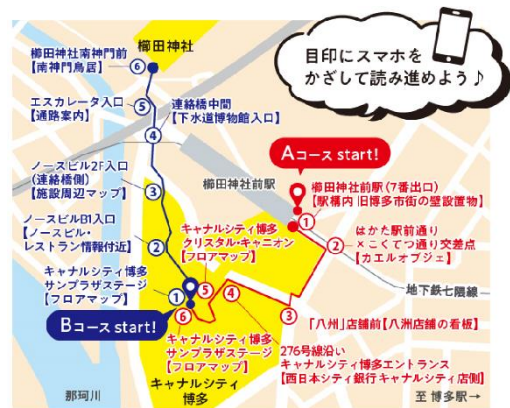 櫛田神社南神門前
【南神門鳥居】
⑥
櫛田神社
目印にスマホを
かざして読み進めよう♪
エスカレータ入口
【通路案内】
⑤
連絡橋中間
【下水道博物館入口】
④
Aコース start!
ノースビル2F入口
(連絡橋側)
【施設周辺マップ】
③
櫛田神社前駅
櫛田神社前駅(7番出口)
【駅構内 旧博多市街の壁設置物】
①
ノースビルB1入口
【ノースビル・
レストラン情報付近】
②
キャナルシティ博多
クリスタル・キャニオン
【フロアマップ】
⑤
はかた駅前通り
×こくてつ通り交差点
【カエルオブジェ】
②
地下鉄七隈線
キャナルシティ博多
サンプラザステージ
【フロアマップ】
①
④
Bコース start!
⑥
キャナルシティ博多
サンプラザステージ
【フロアマップ】
③
「八州」店舗前【八洲店舗の看板】
276号線沿い
キャナルシティ博多エントランス
【西日本シティ銀行 キャナルシティ店側】
那珂川
キャナルシティ
博多
至 博多駅→